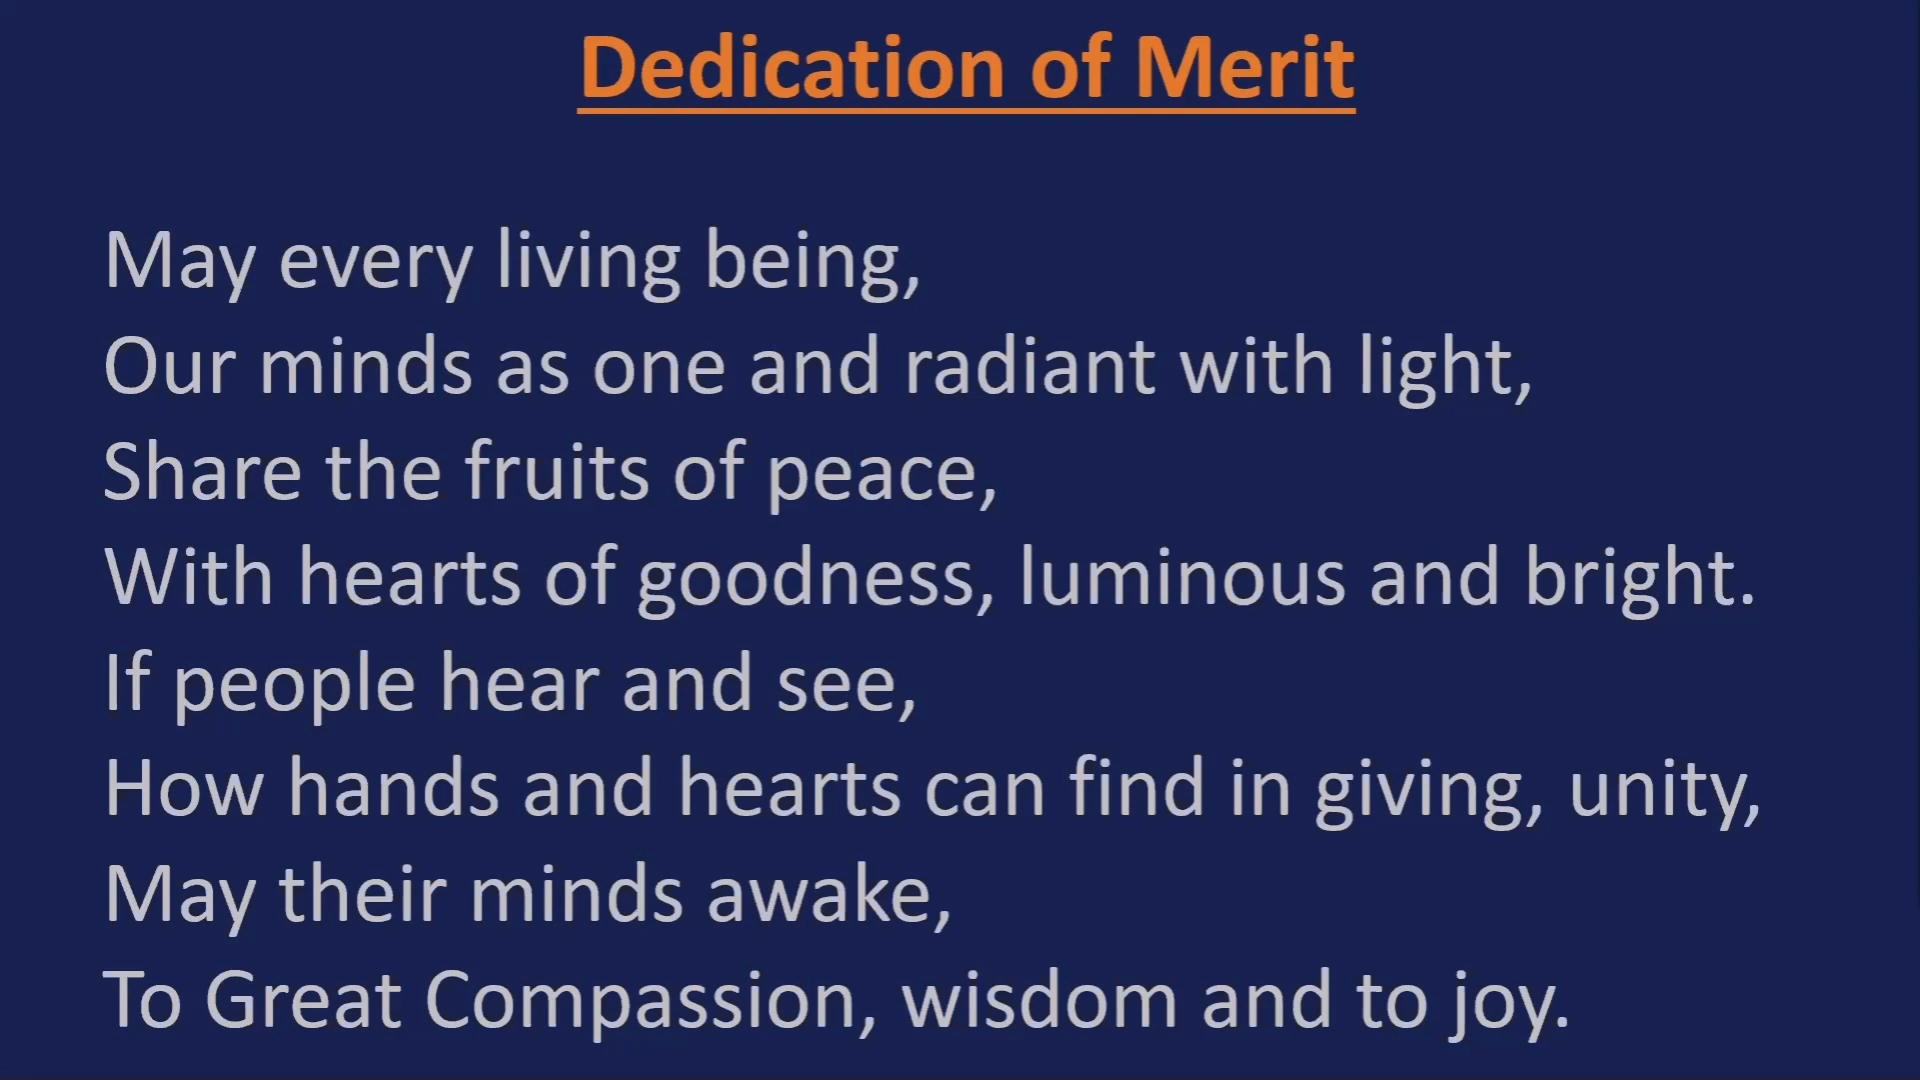 Dedication of Merit
May every living being,
Our minds as one and radiant with light,
Share the fruits of peace,
With hearts of goodness, luminous and bright.
If people hear and see,
How hands and hearts can find in giving, unity,
May their minds awake,
To Great Compassion, wisdom and to joy.